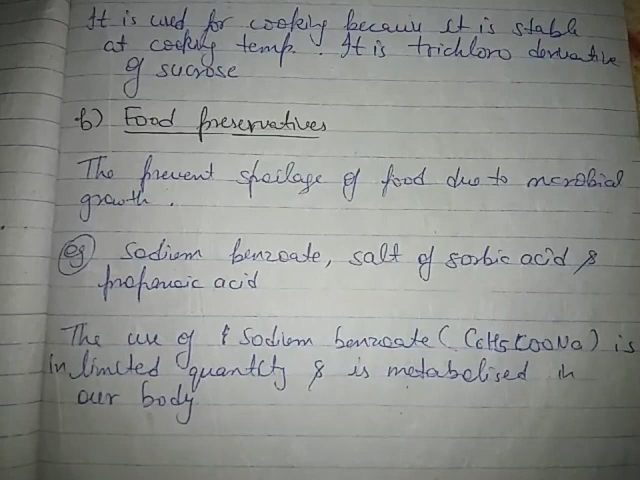 It is used for cooking because it is stable
at cooking temp. It is trichloro derivative
of sucrose
b) Food preservatives
The prevent spoilage of food due to microbial
growth.
eg Sodium benzoate, salt of sorbic acid &
propanoic acid
The use of Sodium benzoate (C6H5COONa) is
in limited quantity & is metabolised in
our body